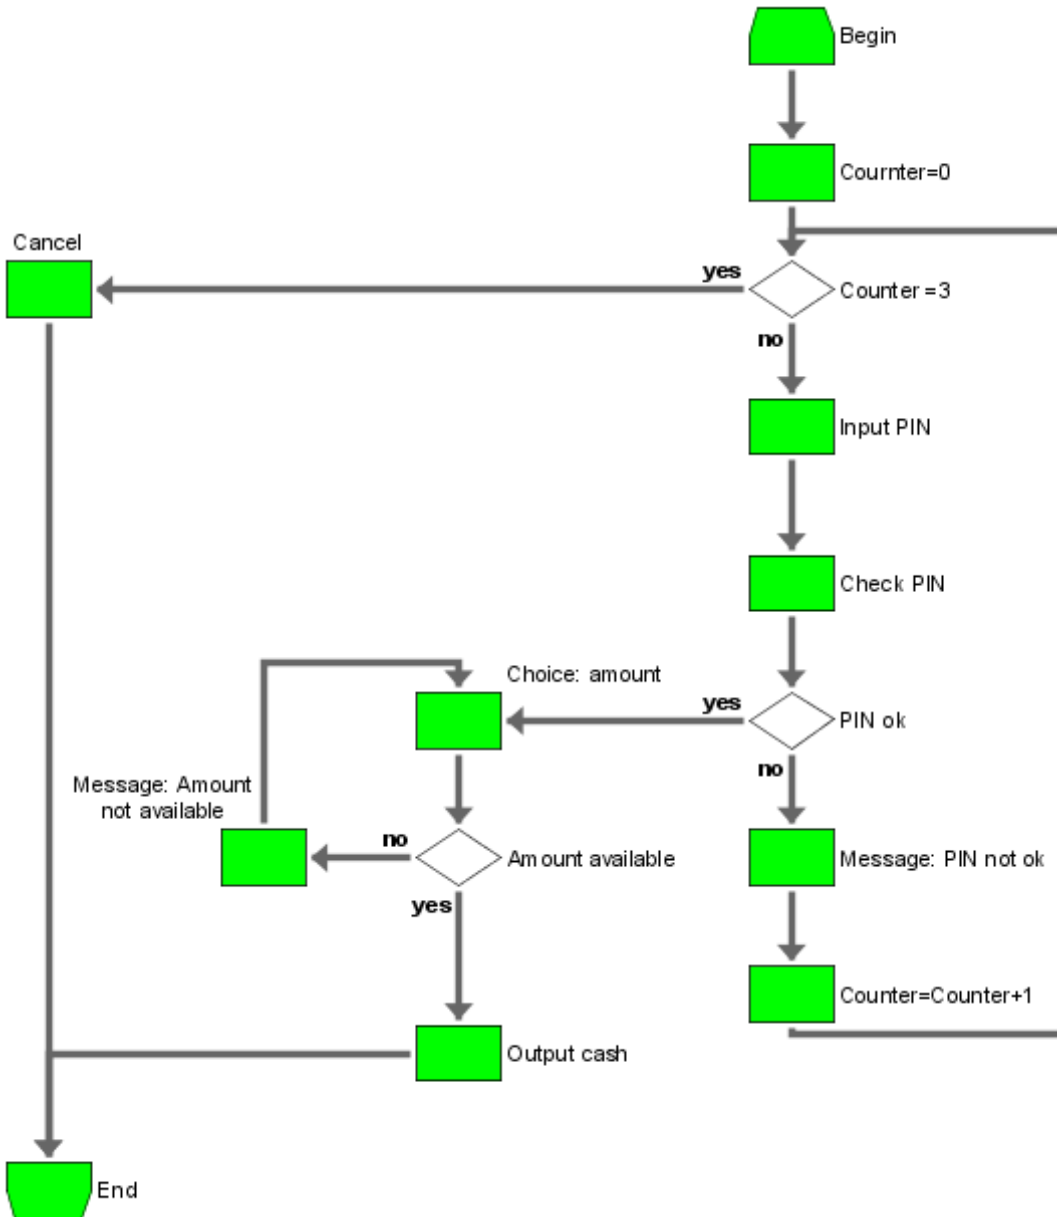 Begin
Cournter=0
Cancel
yes
Counter =3
no
Input PIN
Check PIN
Choice: amount
yes
PIN ok
no
Message: Amount
not available
no
Amount available
Message: PIN not ok
yes
Counter=Counter+1
Output cash
End